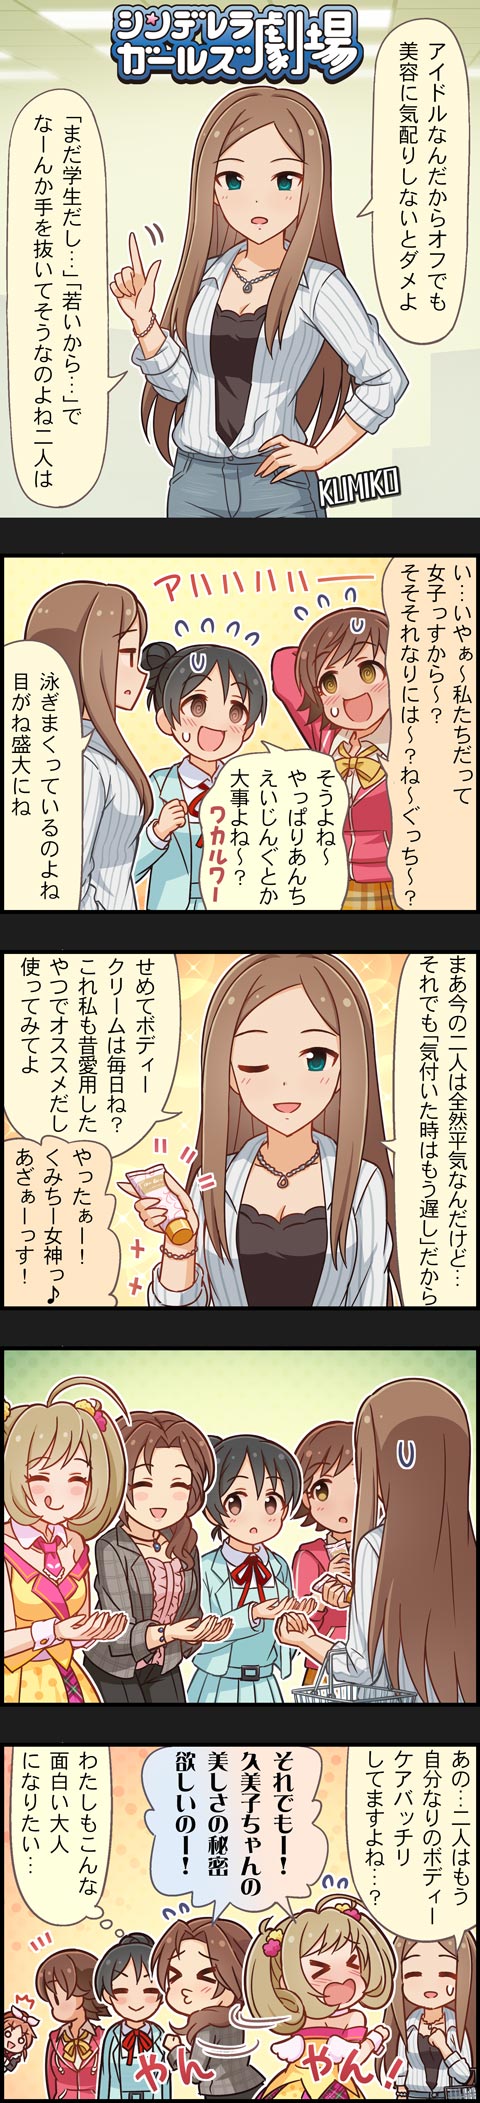 シンデレラ
ガールズ劇場
アイドルなんだからオフでも
美容に気配りしないとダメよ
「まだ学生だし…」「若いから…」で
なーんか手を抜いてそうなのよね二人は
KUMIKO
い…いやぁ～私たちだって
女子っすから～？
そそそれなりには～？ね～ぐっち～？
アハハハハー
そうよね～
やっぱりあんち
えいじんぐとか
大事よね～？
ワカルワー
泳ぎまくっているのよね
目がね盛大にね
まあ今の二人は全然平気なんだけど…
それでも「気付いた時はもう遅し」だから
せめてボディー
クリームは毎日ね？
これ私も昔愛用した
やつでオススメだし
使ってみてよ
やったぁー！
くみちー女神っ♪
あざぁーっす！
あの…二人はもう
自分なりのボディー
ケアバッチリ
してますよね…？
それでもー！
久美子ちゃんの
美しさの秘密
欲しいのー！
わたしもこんな
面白い大人
になりたい…
やん
やん！